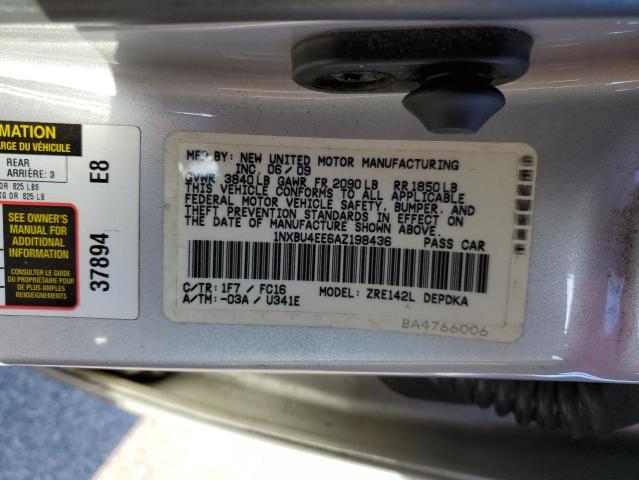 RMATION
HARGE DU VÉHICULE
REAR
ARRIÈRE: 3
OR 825 LBS
KG OR 825 LB
SEE OWNER'S
MANUAL FOR
ADDITIONAL
INFORMATION
CONSULTER LE GUIDE
DU PROPRIÉTAIRE POUR
DE PLUS AMPLES
RENSEIGNEMENTS
E8
37894
MFD BY: NEW UNITED MOTOR MANUFACTURING
INC 06/09
GVWR 3840LB GAWR FR 2090LB RR 1850LB
THIS VEHICLE CONFORMS TO ALL APPLICABLE
FEDERAL MOTOR VEHICLE SAFETY, BUMPER, AND
THEFT PREVENTION STANDARDS IN EFFECT ON
THE DATE OF MANUFACTURE SHOWN ABOVE.
1NXBU4EE6AZ198436 PASS CAR
C/TR: 1F7 / FC16 MODEL: ZRE142L DEPDKA
A/TM: -03A / U341E
BA4766006